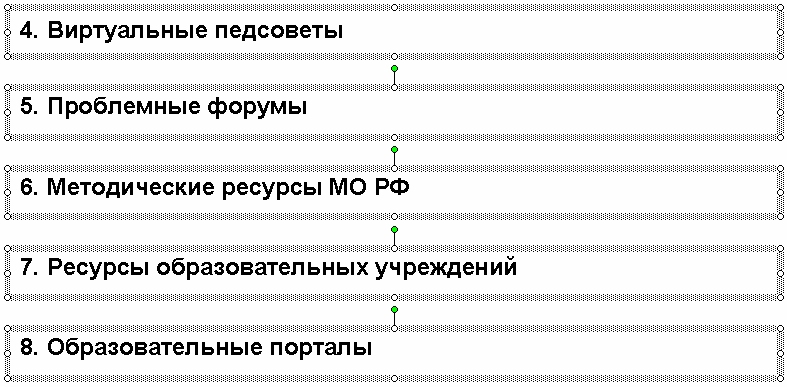 4. Виртуальные педсоветы
5. Проблемные форумы
6. Методические ресурсы МО РФ
7. Ресурсы образовательных учреждений
8. Образовательные порталы